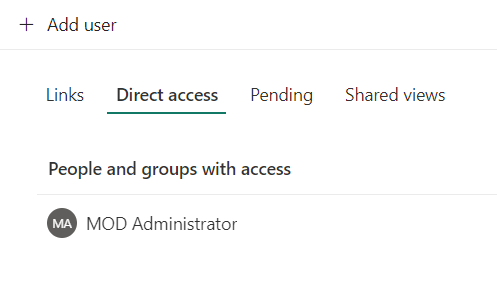 + Add user
Links Direct access Pending Shared views
People and groups with access
MA MOD Administrator